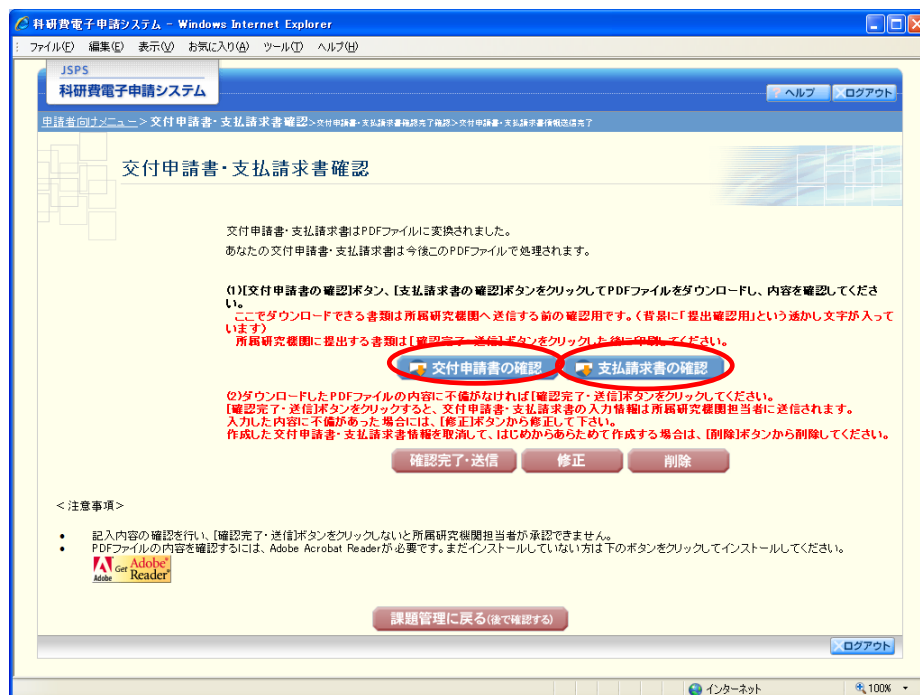 科研費電子申請システム - Windows Internet Explorer
ファイル(F) 編集(E) 表示(V) お気に入り(A) ツール(T) ヘルプ(H)
JSPS
科研費電子申請システム
? ヘルプ ×ログアウト
申請者向けメニュー>交付申請書・支払請求書確認>交付申請書・支払請求書確認完了確認>交付申請書・支払請求書情報送信完了
交付申請書・支払請求書確認
交付申請書・支払請求書はPDFファイルに変換されました。
あなたの交付申請書・支払請求書は今後このPDFファイルで処理されます。
(1)[交付申請書の確認]ボタン、[支払請求書の確認]ボタンをクリックしてPDFファイルをダウンロードし、内容を確認してくださ
い。
ここでダウンロードできる書類は所属研究機関へ送信する前の確認用です。(背景に「提出確認用」という透かし文字が入って
います)
所属研究機関に提出する書類は[確認完了・送信]ボタンをクリックした後に印刷してください。
交付申請書の確認 支払請求書の確認
(2)ダウンロードしたPDFファイルの内容に不備がなければ[確認完了・送信]ボタンをクリックしてください。
[確認完了・送信]ボタンをクリックすると、交付申請書・支払請求書の入力情報は所属研究機関担当者に送信されます。
入力した内容に不備があった場合には、[修正]ボタンから修正して下さい。
作成した交付申請書・支払請求書情報を取消して、はじめからあらためて作成する場合は、[削除]ボタンから削除してください。
確認完了・送信 修正 削除
<注意事項>
• 記入内容の確認を行い、[確認完了・送信]ボタンをクリックしないと所属研究機関担当者が承認できません。
• PDFファイルの内容を確認するには、Adobe Acrobat Readerが必要です。まだインストールしていない方は下のボタンをクリックしてインストールしてください。
Adobe Get Adobe Reader
課題管理に戻る(後で確認する)
×ログアウト
インターネット 100%